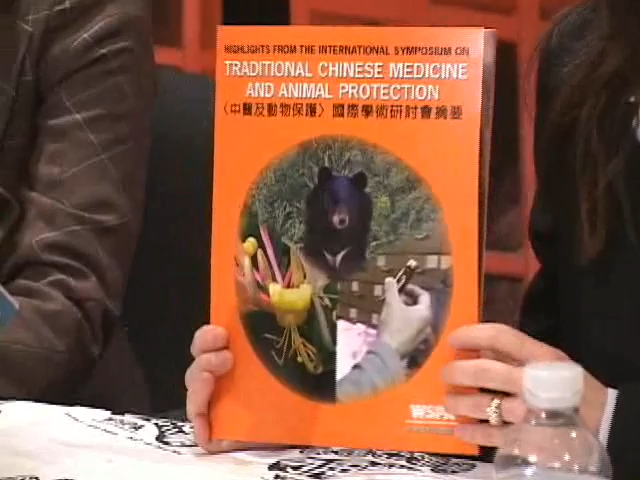 HIGHLIGHTS FROM THE INTERNATIONAL SYMPOSIUM ON
TRADITIONAL CHINESE MEDICINE
AND ANIMAL PROTECTION
〈中醫及動物保護〉國際學術研討會摘要
WSPA